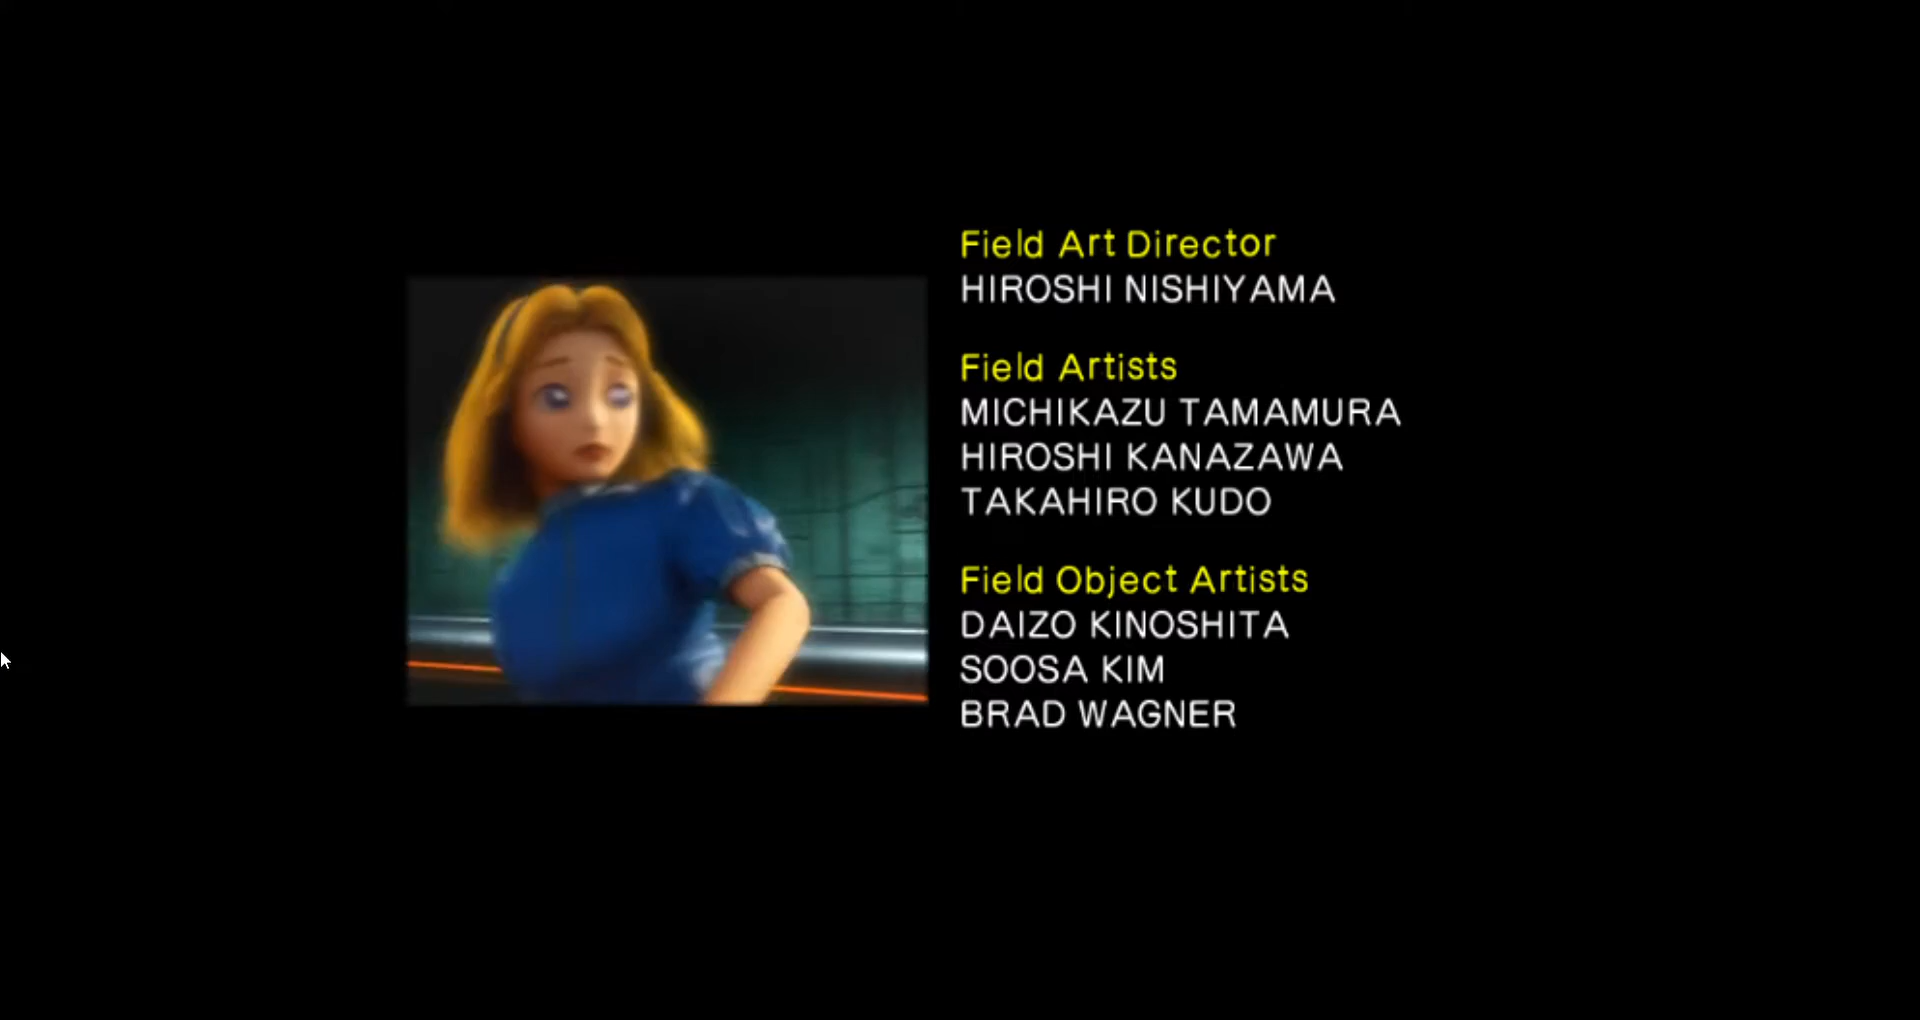 Field Art Director
HIROSHI NISHIYAMA
Field Artists
MICHIKAZU TAMAMURA
HIROSHI KANAZAWA
TAKAHIRO KUDO
Field Object Artists
DAIZO KINOSHITA
SOOSA KIM
BRAD WAGNER